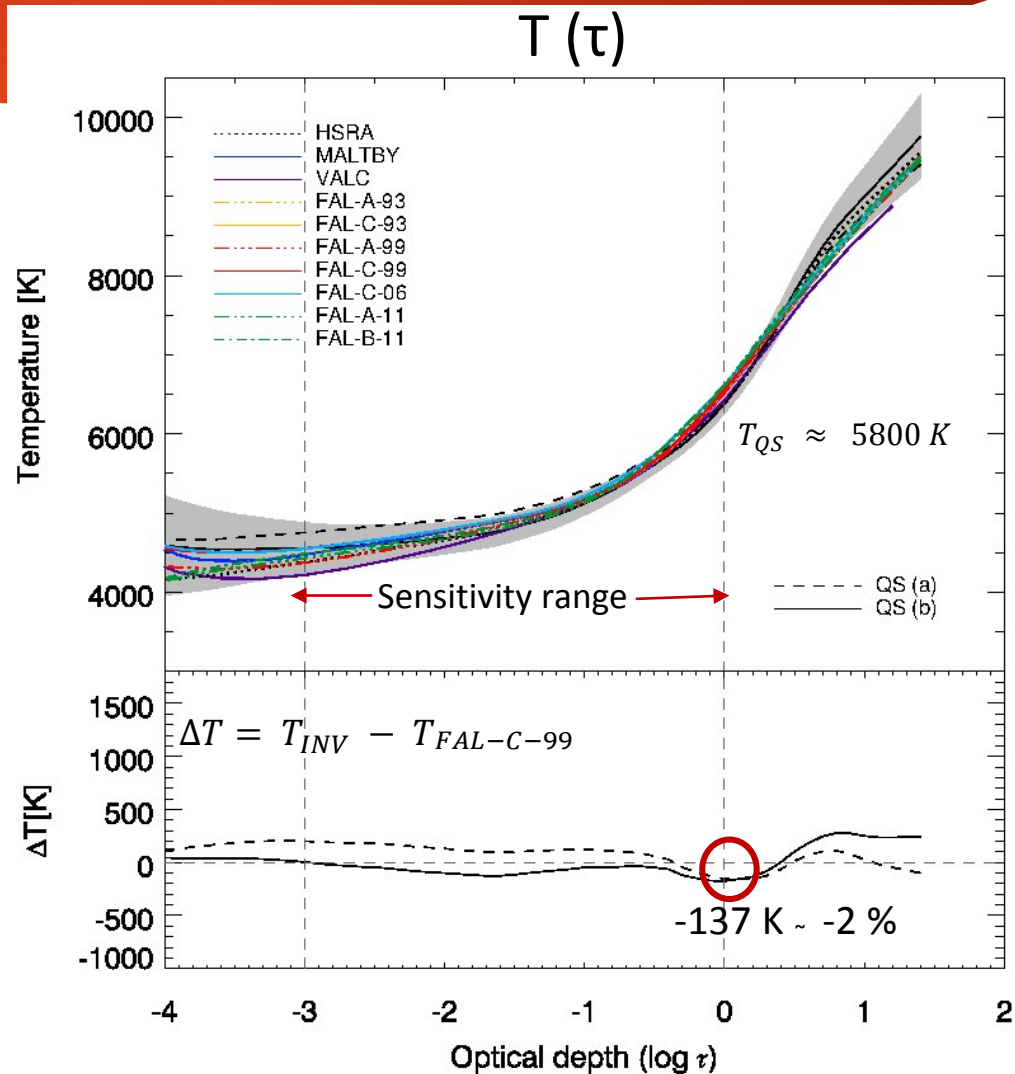 T (τ)
10000
8000
6000
4000
Temperature [K]
HSRA
MALTBY
VALC
FAL-A-93
FAL-C-93
FAL-A-99
FAL-C-99
FAL-C-06
FAL-A-11
FAL-B-11
T_QS ≈ 5800 K
Sensitivity range
QS (a)
QS (b)
1500
1000
500
0
-500
-1000
ΔT[K]
ΔT = T_INV − T_FAL−C−99
-137 K ~ -2 %
-4 -3 -2 -1 0 1 2
Optical depth (log τ)